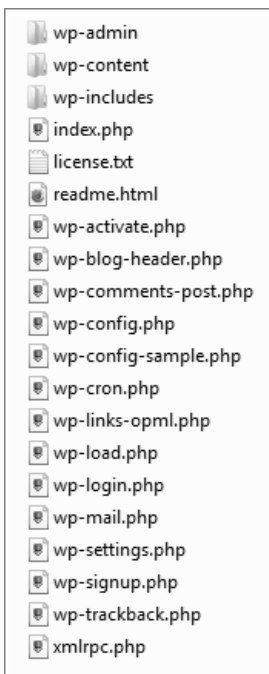 wp-admin
wp-content
wp-includes
index.php
license.txt
readme.html
wp-activate.php
wp-blog-header.php
wp-comments-post.php
wp-config.php
wp-config-sample.php
wp-cron.php
wp-links-opml.php
wp-load.php
wp-login.php
wp-mail.php
wp-settings.php
wp-signup.php
wp-trackback.php
xmlrpc.php